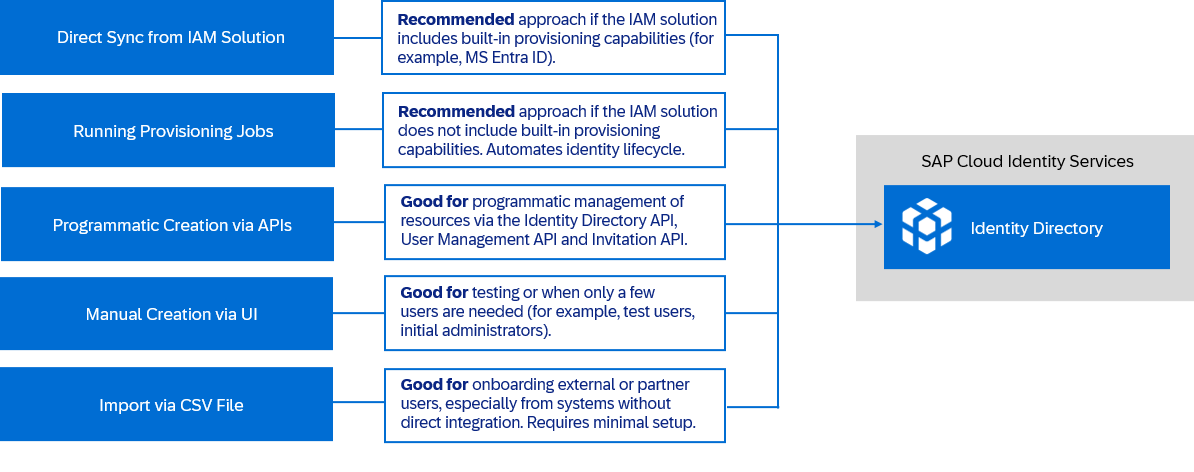 Direct Sync from IAM Solution
Recommended approach if the IAM solution
includes built-in provisioning capabilities (for
example, MS Entra ID).
Running Provisioning Jobs
Recommended approach if the IAM solution
does not include built-in provisioning
capabilities. Automates identity lifecycle.
Programmatic Creation via APIs
Good for programmatic management of
resources via the Identity Directory API,
User Management API and Invitation API.
Manual Creation via UI
Good for testing or when only a few
users are needed (for example, test users,
initial administrators).
Import via CSV File
Good for onboarding external or partner
users, especially from systems without
direct integration. Requires minimal setup.
SAP Cloud Identity Services
Identity Directory